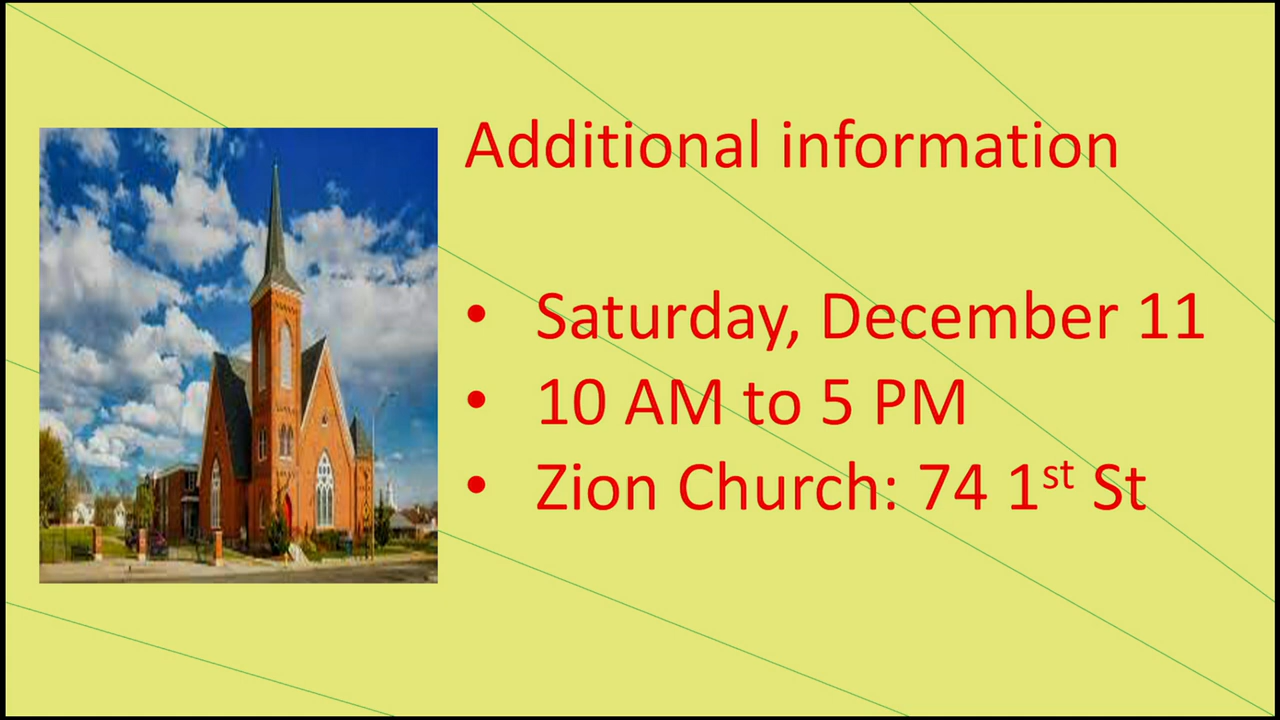 Additional information
• Saturday, December 11
• 10 AM to 5 PM
• Zion Church: 74 1st St